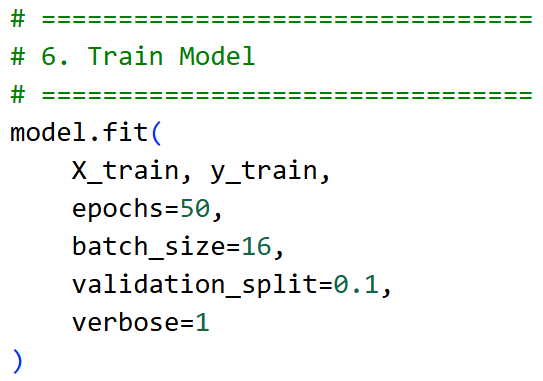 # ================================
# 6. Train Model
# ================================
model.fit(
    X_train, y_train,
    epochs=50,
    batch_size=16,
    validation_split=0.1,
    verbose=1
)